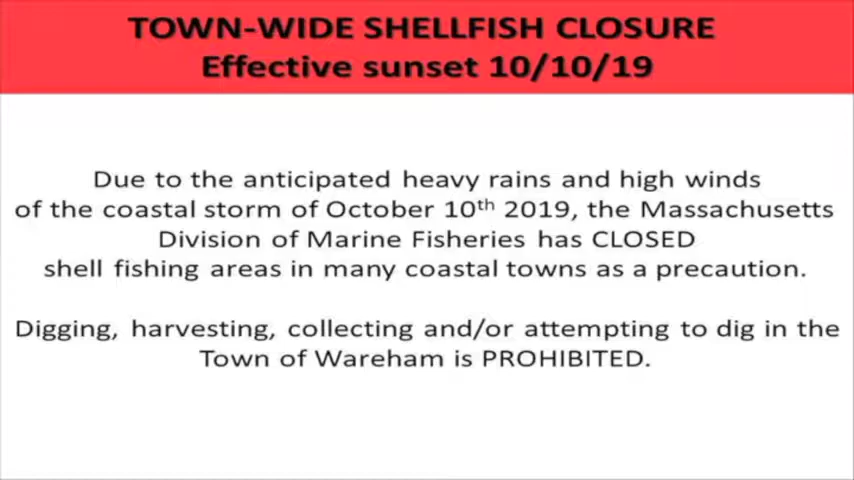 TOWN-WIDE SHELLFISH CLOSURE
Effective sunset 10/10/19
Due to the anticipated heavy rains and high winds
of the coastal storm of October 10th 2019, the Massachusetts
Division of Marine Fisheries has CLOSED
shell fishing areas in many coastal towns as a precaution.
Digging, harvesting, collecting and/or attempting to dig in the
Town of Wareham is PROHIBITED.